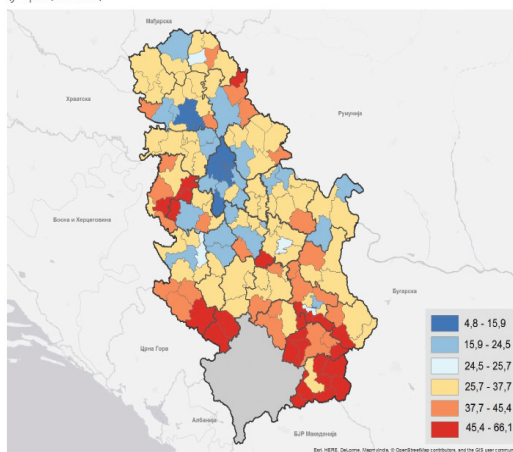 Мађарска
Хрватска
Румунија
Босна и Херцеговина
Бугарска
Црна Гора
Албанија
БЈР Македонија
4,8 - 15,9
15,9 - 24,5
24,5 - 25,7
25,7 - 37,7
37,7 - 45,4
45,4 - 66,1
Esri, HERE, DeLorme, MapmyIndia, © OpenStreetMap contributors, and the GIS user commun